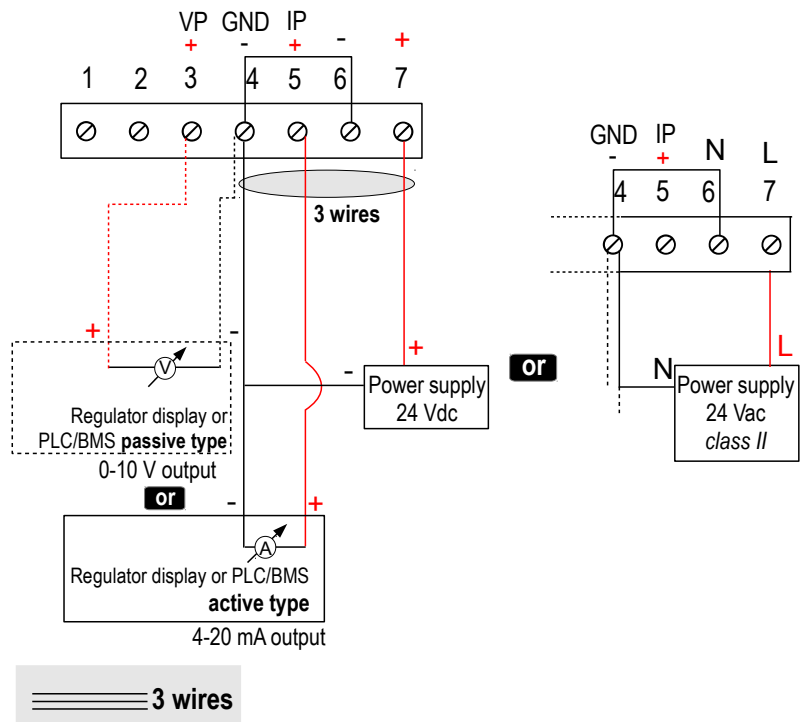 VP GND IP
+ - + - +
1 2 3 4 5 6 7
3 wires
+
-
V
Regulator display or
PLC/BMS passive type
0-10 V output
or
- +
Power supply
24 Vdc
or
- +
A
Regulator display or PLC/BMS
active type
4-20 mA output
3 wires
GND IP N L
- +
4 5 6 7
N L
Power supply
24 Vac
class II